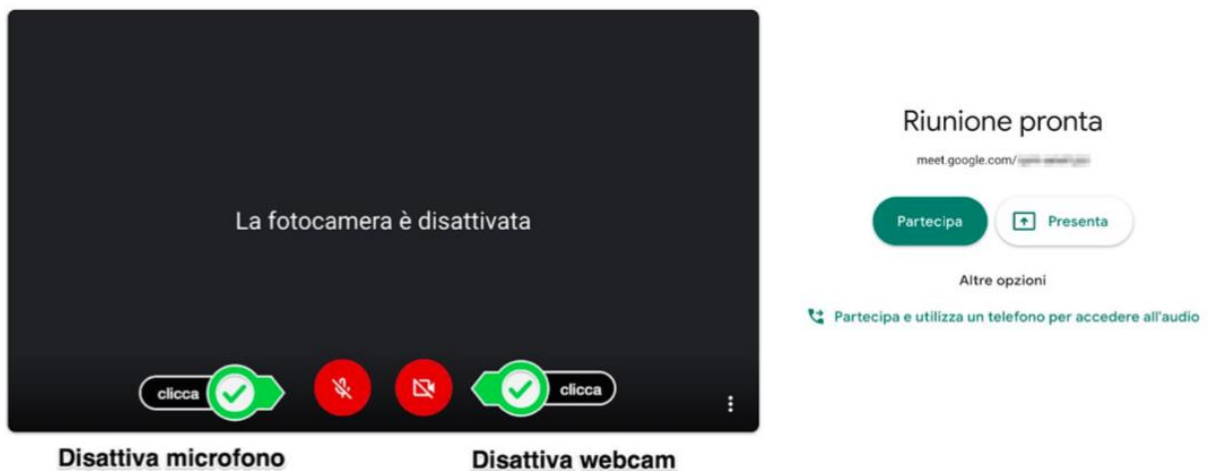 La fotocamera è disattivata
clicca
clicca
Disattiva microfono
Disattiva webcam
Riunione pronta
meet.google.com/
Partecipa
Presenta
Altre opzioni
Partecipa e utilizza un telefono per accedere all'audio